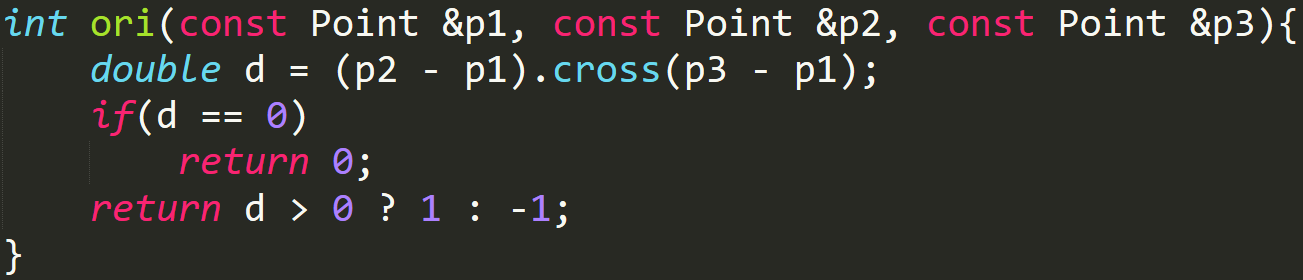 int ori(const Point &p1, const Point &p2, const Point &p3){
    double d = (p2 - p1).cross(p3 - p1);
    if(d == 0)
        return 0;
    return d > 0 ? 1 : -1;
}